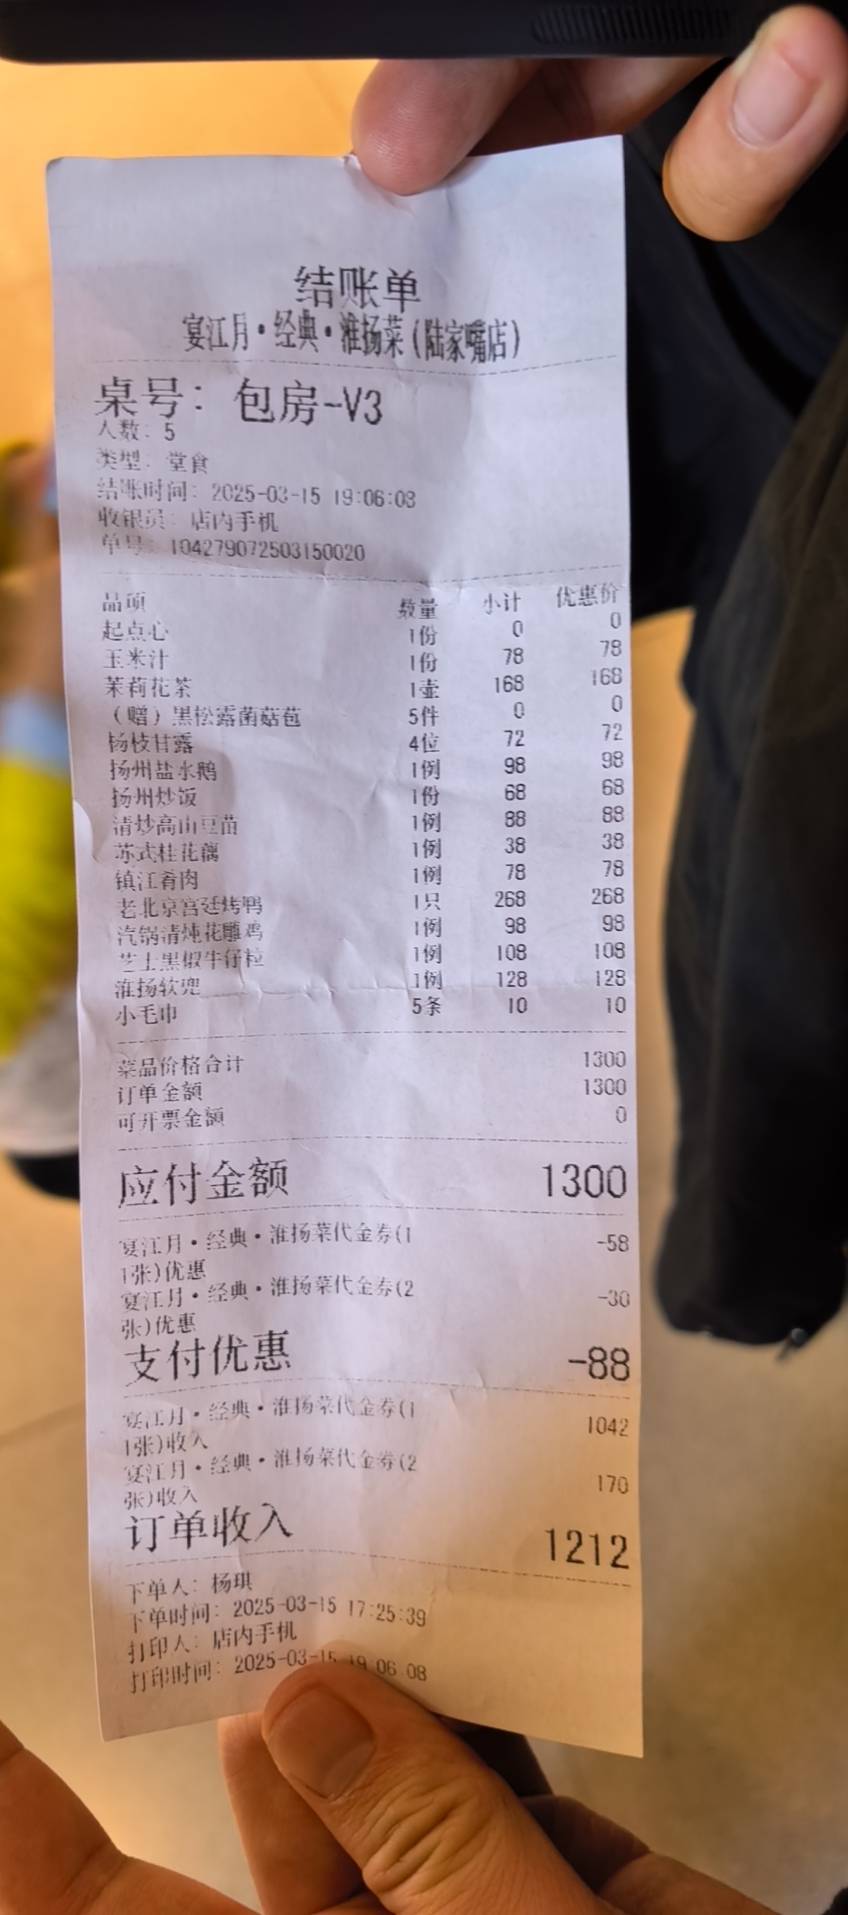 结账单
宴江月·经典·淮扬菜(陆家嘴店)
桌号: 包房-V3
人数: 5
类型: 堂食
结账时间: 2025-03-15 19:06:08
收银员: 店内手机
单号: 104279072503150020
品项 数量 小计 优惠价
起点心 1份 0 0
玉米汁 1份 78 78
茉莉花茶 1壶 168 168
(赠)黑松露菌菇包 5件 0 0
杨枝甘露 4位 72 72
扬州盐水鹅 1例 98 98
扬州炒饭 1份 68 68
清炒高山豆苗 1例 88 88
苏式桂花藕 1例 38 38
镇江肴肉 1例 78 78
老北京宫廷烤鸭 1只 268 268
汽锅清炖花雕鸡 1例 98 98
芝士黑椒牛仔粒 1例 108 108
淮扬软兜 1例 128 128
小毛巾 5条 10 10
菜品价格合计 1300
订单金额 1300
可开票金额 0
应付金额 1300
宴江月·经典·淮扬菜代金券(1 -58
1张)优惠
宴江月·经典·淮扬菜代金券(2 -30
张)优惠
支付优惠 -88
宴江月·经典·淮扬菜代金券(1 1042
1张)收入
宴江月·经典·淮扬菜代金券(2 170
张)收入
订单收入 1212
下单人: 杨琪
下单时间: 2025-03-15 17:25:39
打印人: 店内手机
打印时间: 2025-03-15 19:06:08